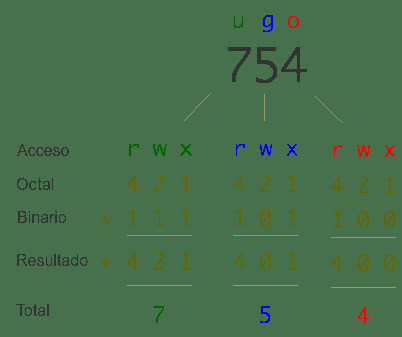 u g o
754
Acceso r w x r w x r w x
Octal 4 2 1 4 2 1 4 2 1
Binario x 1 1 1 1 0 1 1 0 0
Resultado + 4 2 1 4 0 1 4 0 0
Total 7 5 4